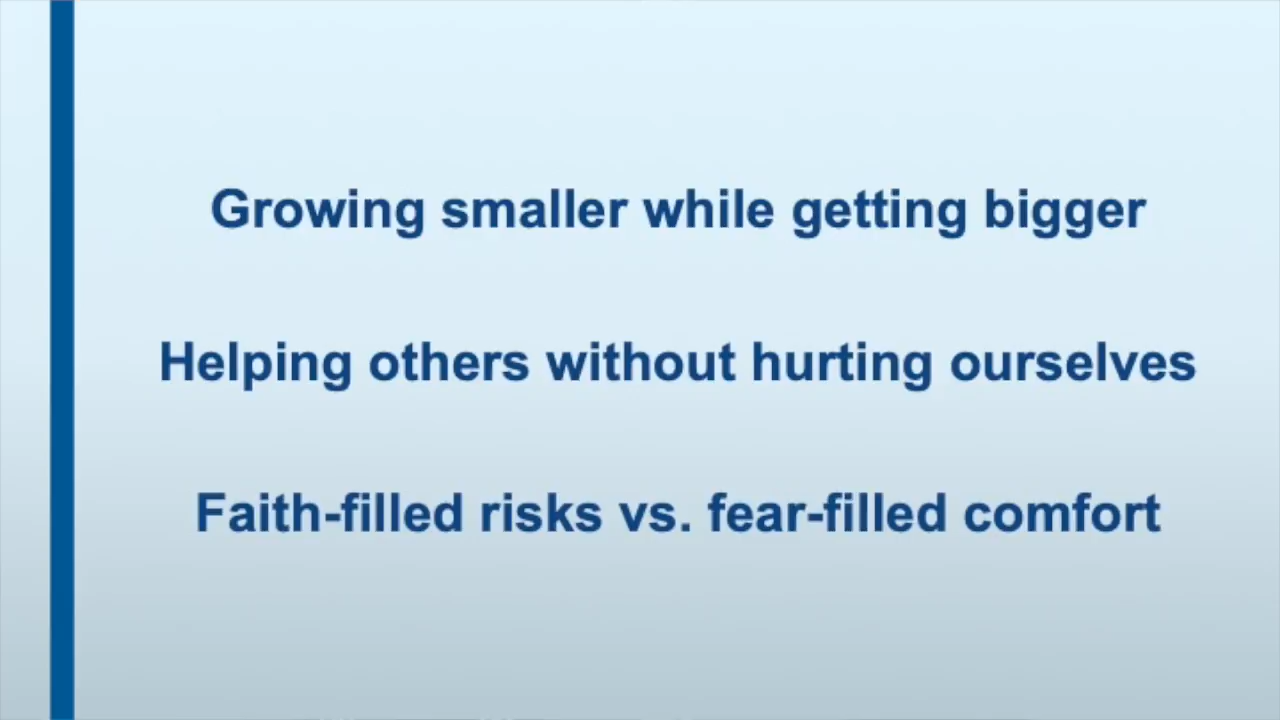 Growing smaller while getting bigger
Helping others without hurting ourselves
Faith-filled risks vs. fear-filled comfort